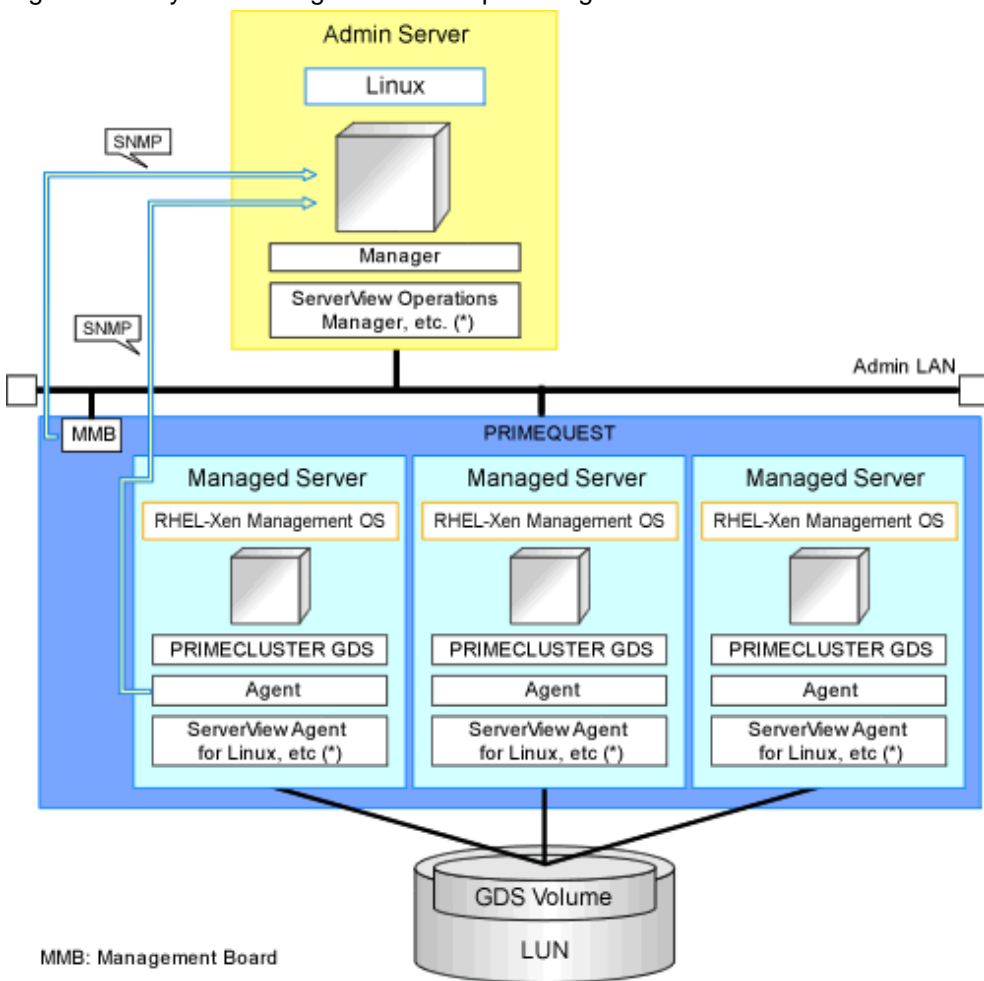 Admin Server
Linux
SNMP
Manager
ServerView Operations
Manager, etc. (*)
SNMP
Admin LAN
MMB
PRIMEQUEST
Managed Server
Managed Server
Managed Server
RHEL-Xen Management OS
RHEL-Xen Management OS
RHEL-Xen Management OS
PRIMECLUSTER GDS
PRIMECLUSTER GDS
PRIMECLUSTER GDS
Agent
Agent
Agent
ServerView Agent
for Linux, etc (*)
ServerView Agent
for Linux, etc (*)
ServerView Agent
for Linux, etc (*)
GDS Volume
LUN
MMB: Management Board